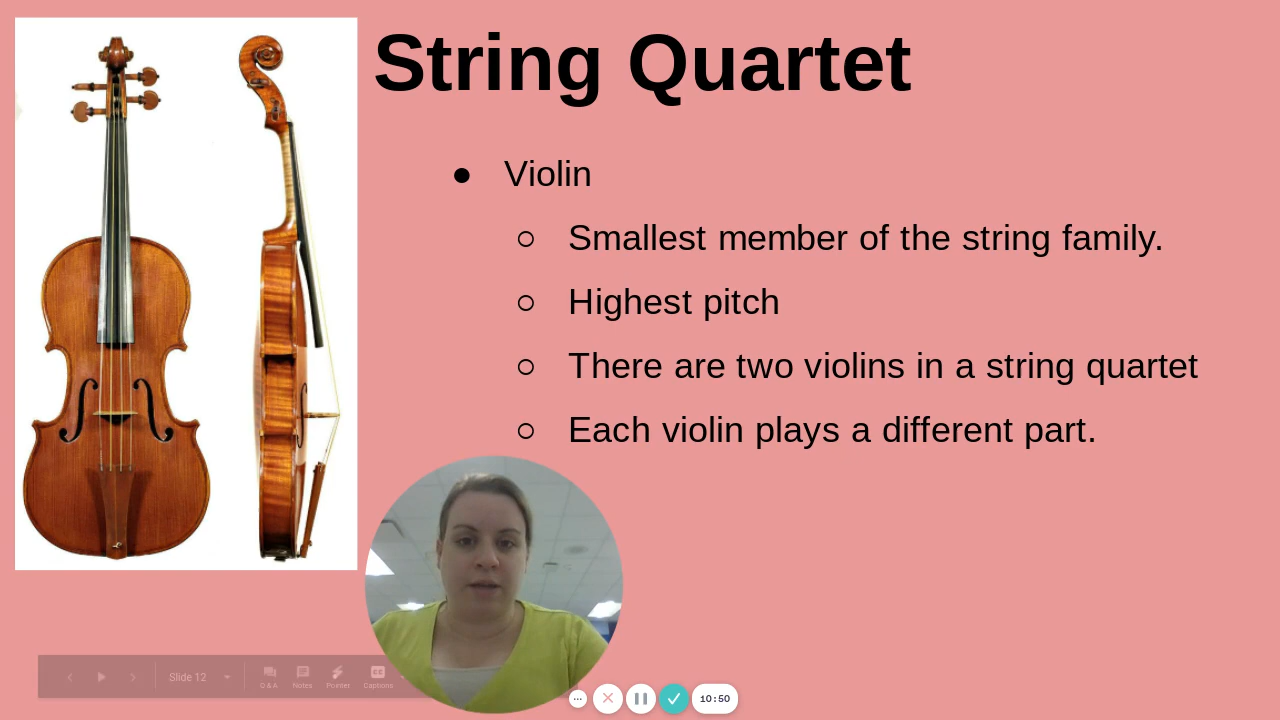 String Quartet
Violin
Smallest member of the string family.
Highest pitch
There are two violins in a string quartet
Each violin plays a different part.
Slide 12
Q & A Notes Pointer Captions
10:50